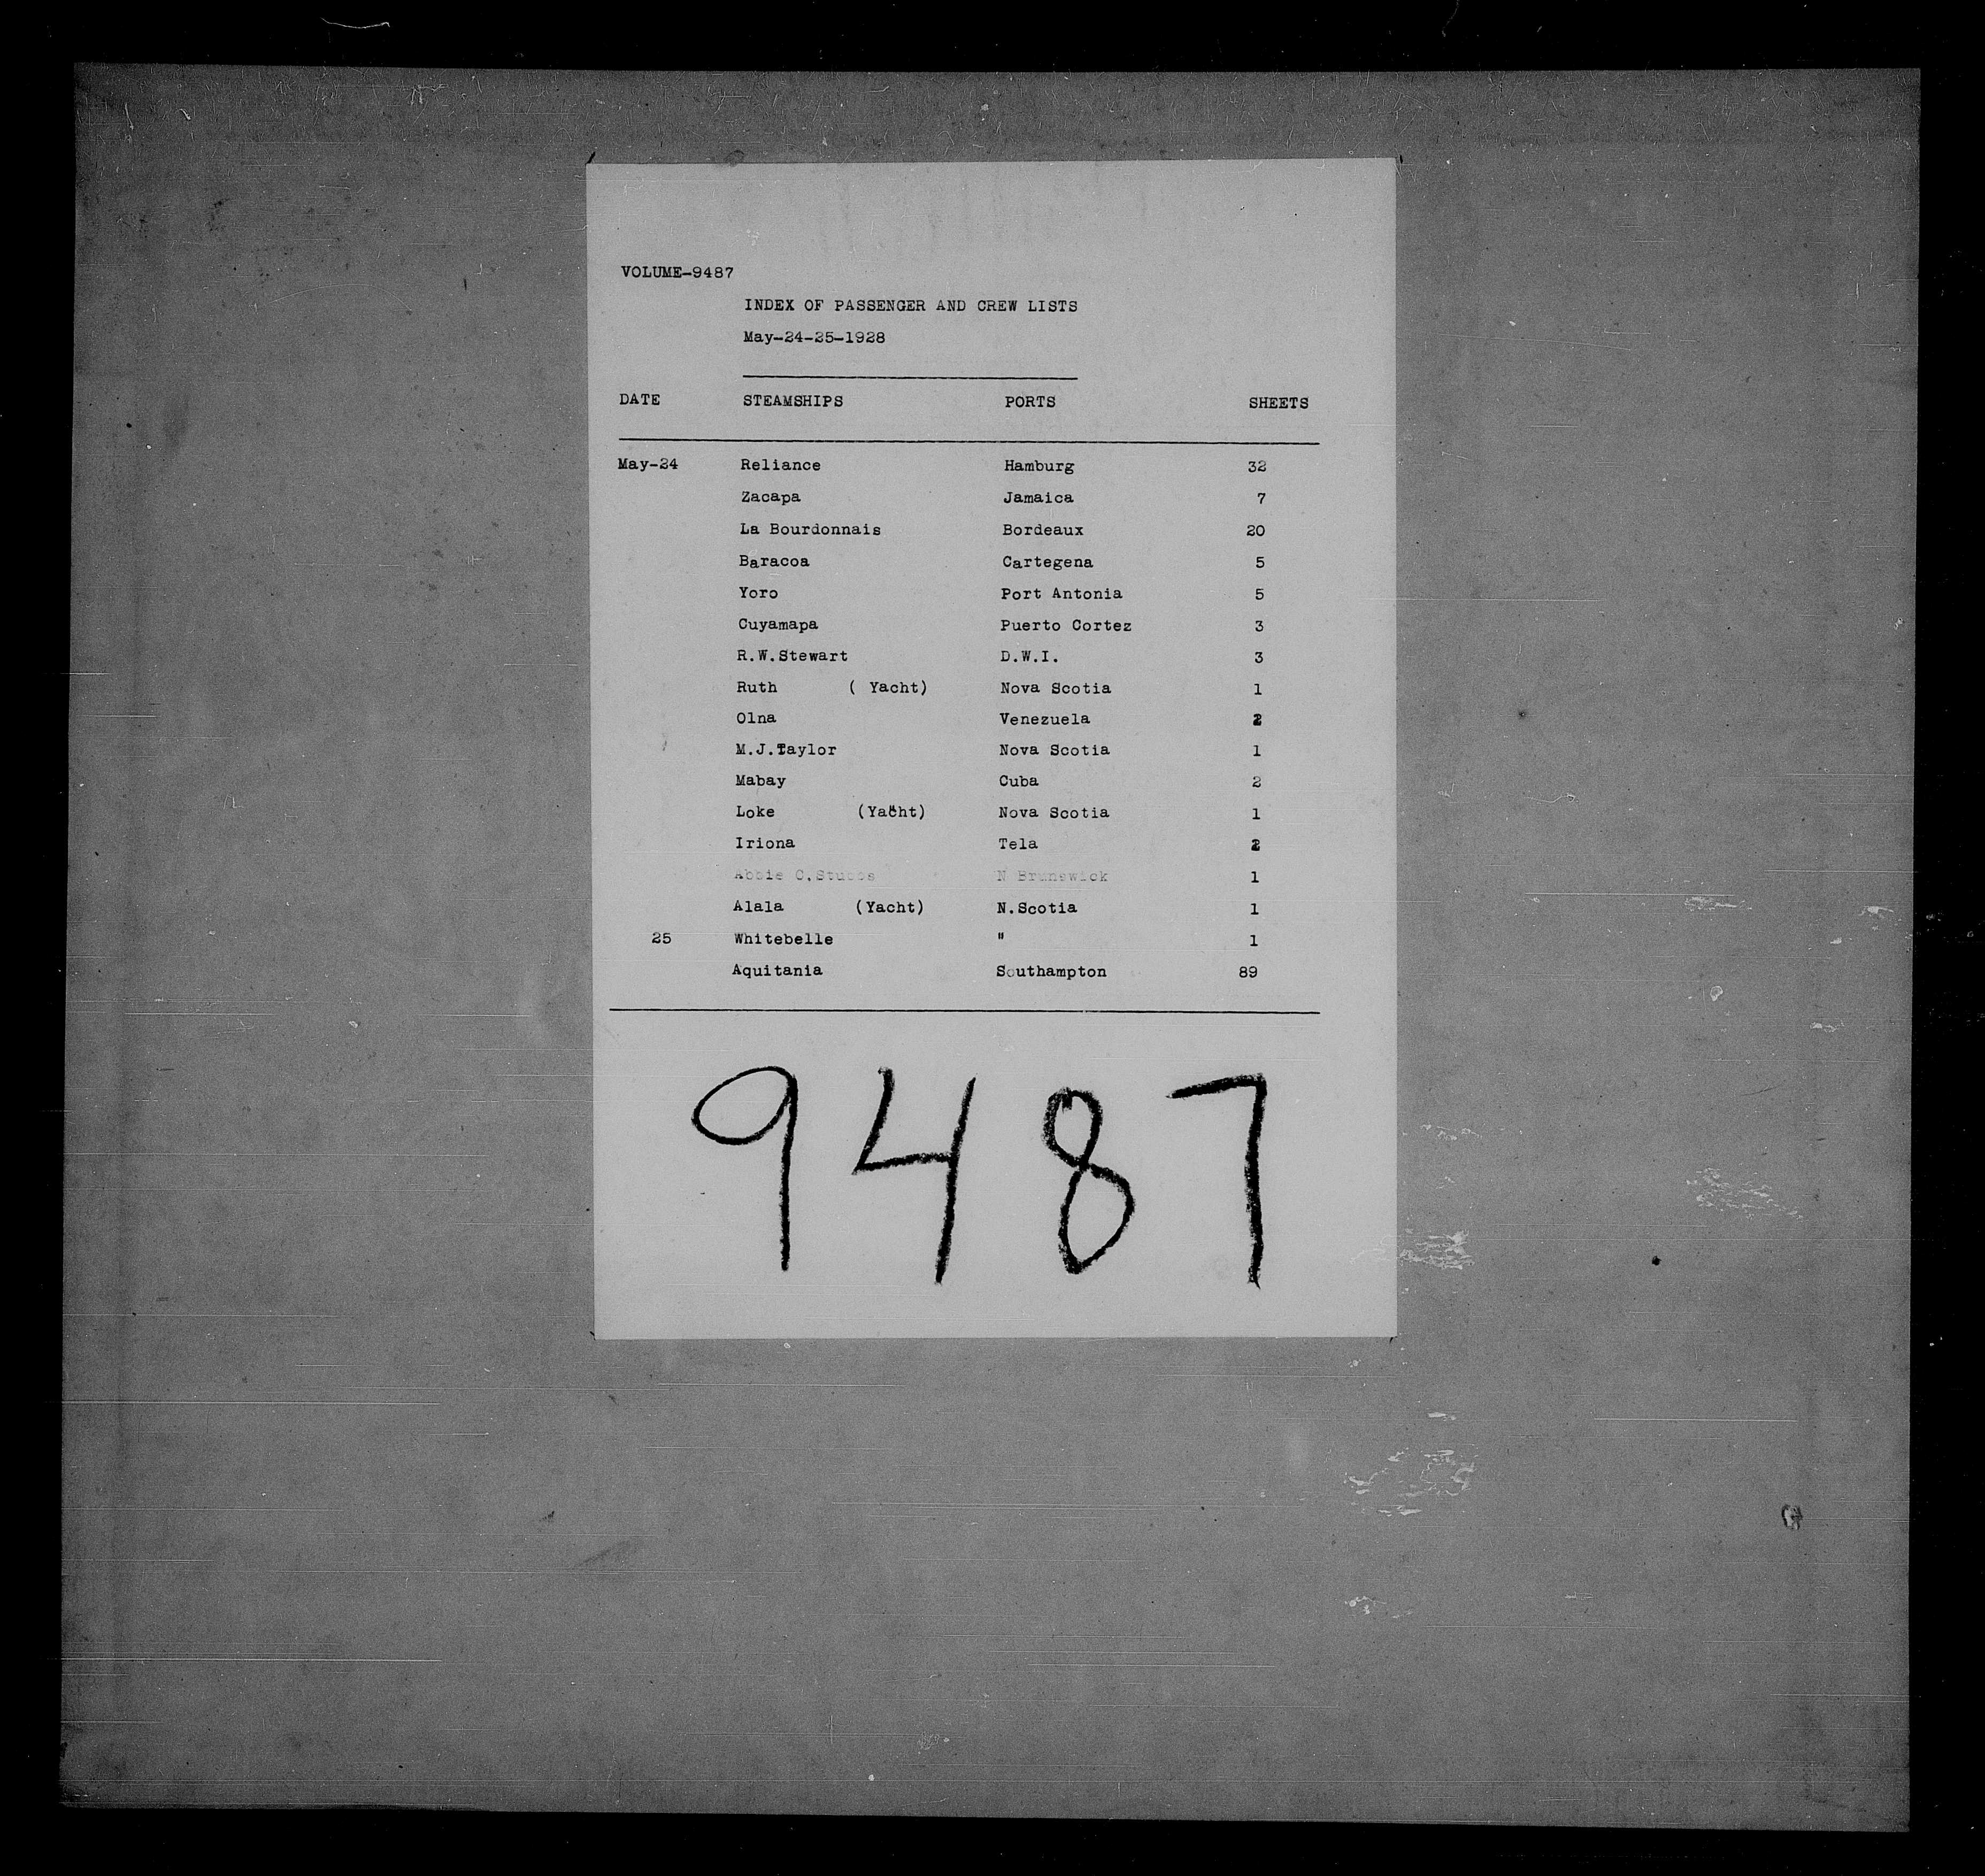 VOLUME-9487
INDEX OF PASSENGER AND CREW LISTS
May-24-25-1928
DATE STEAMSHIPS PORTS SHEETS
May-24 Reliance Hamburg 32
Zacapa Jamaica 7
La Bourdonnais Bordeaux 20
Baracoa Cartegena 5
Yoro Port Antonia 5
Cuyamapa Puerto Cortez 3
R.W.Stewart D.W.I. 3
Ruth ( Yacht) Nova Scotia 1
Olna Venezuela 2
M.J.Taylor Nova Scotia 1
Mabay Cuba 2
Loke (Yacht) Nova Scotia 1
Iriona Tela 2
Abbie C.Stubbs N Brunswick 1
Alala (Yacht) N.Scotia 1
25 Whitebelle " 1
Aquitania Southampton 89
9487